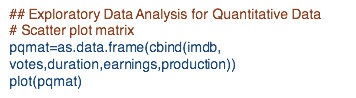 ## Exploratory Data Analysis for Quantitative Data
# Scatter plot matrix
pqmat=as.data.frame(cbind(imdb,
votes,duration,earnings,production))
plot(pqmat)